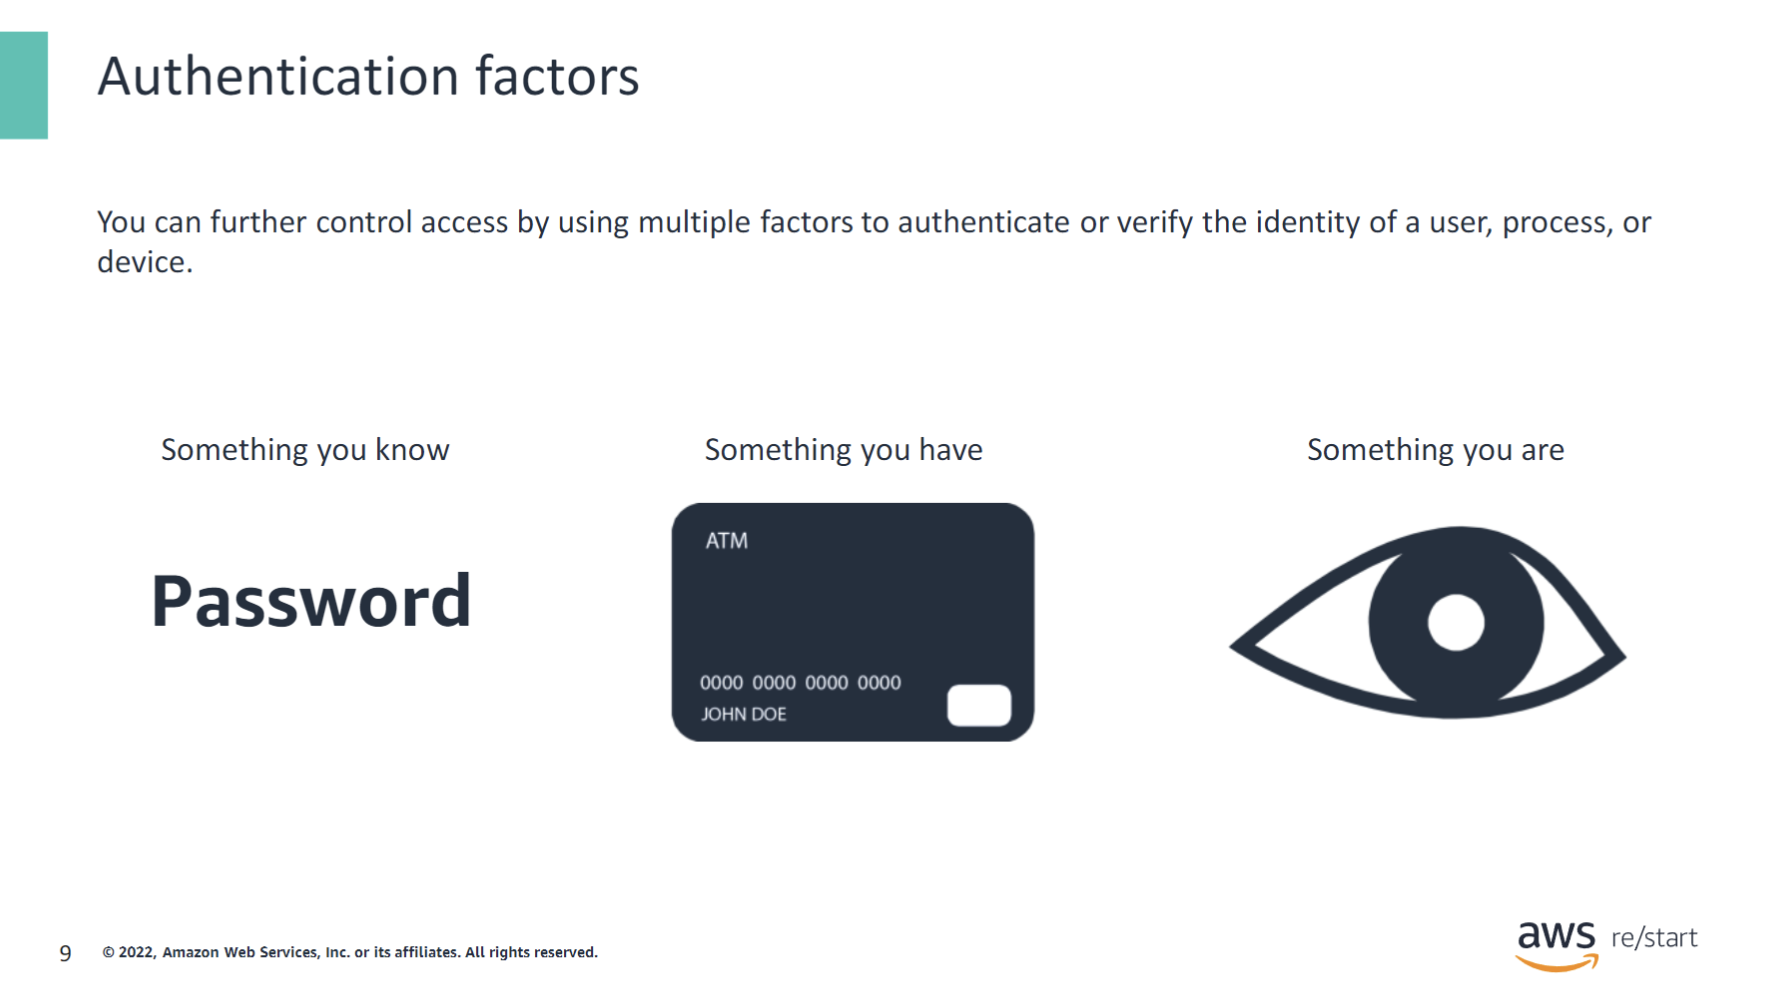 Authentication factors
You can further control access by using multiple factors to authenticate or verify the identity of a user, process, or
device.
Something you know
Something you have
Something you are
Password
ATM
0000 0000 0000 0000
JOHN DOE
9
© 2022, Amazon Web Services, Inc. or its affiliates. All rights reserved.
aws re/start